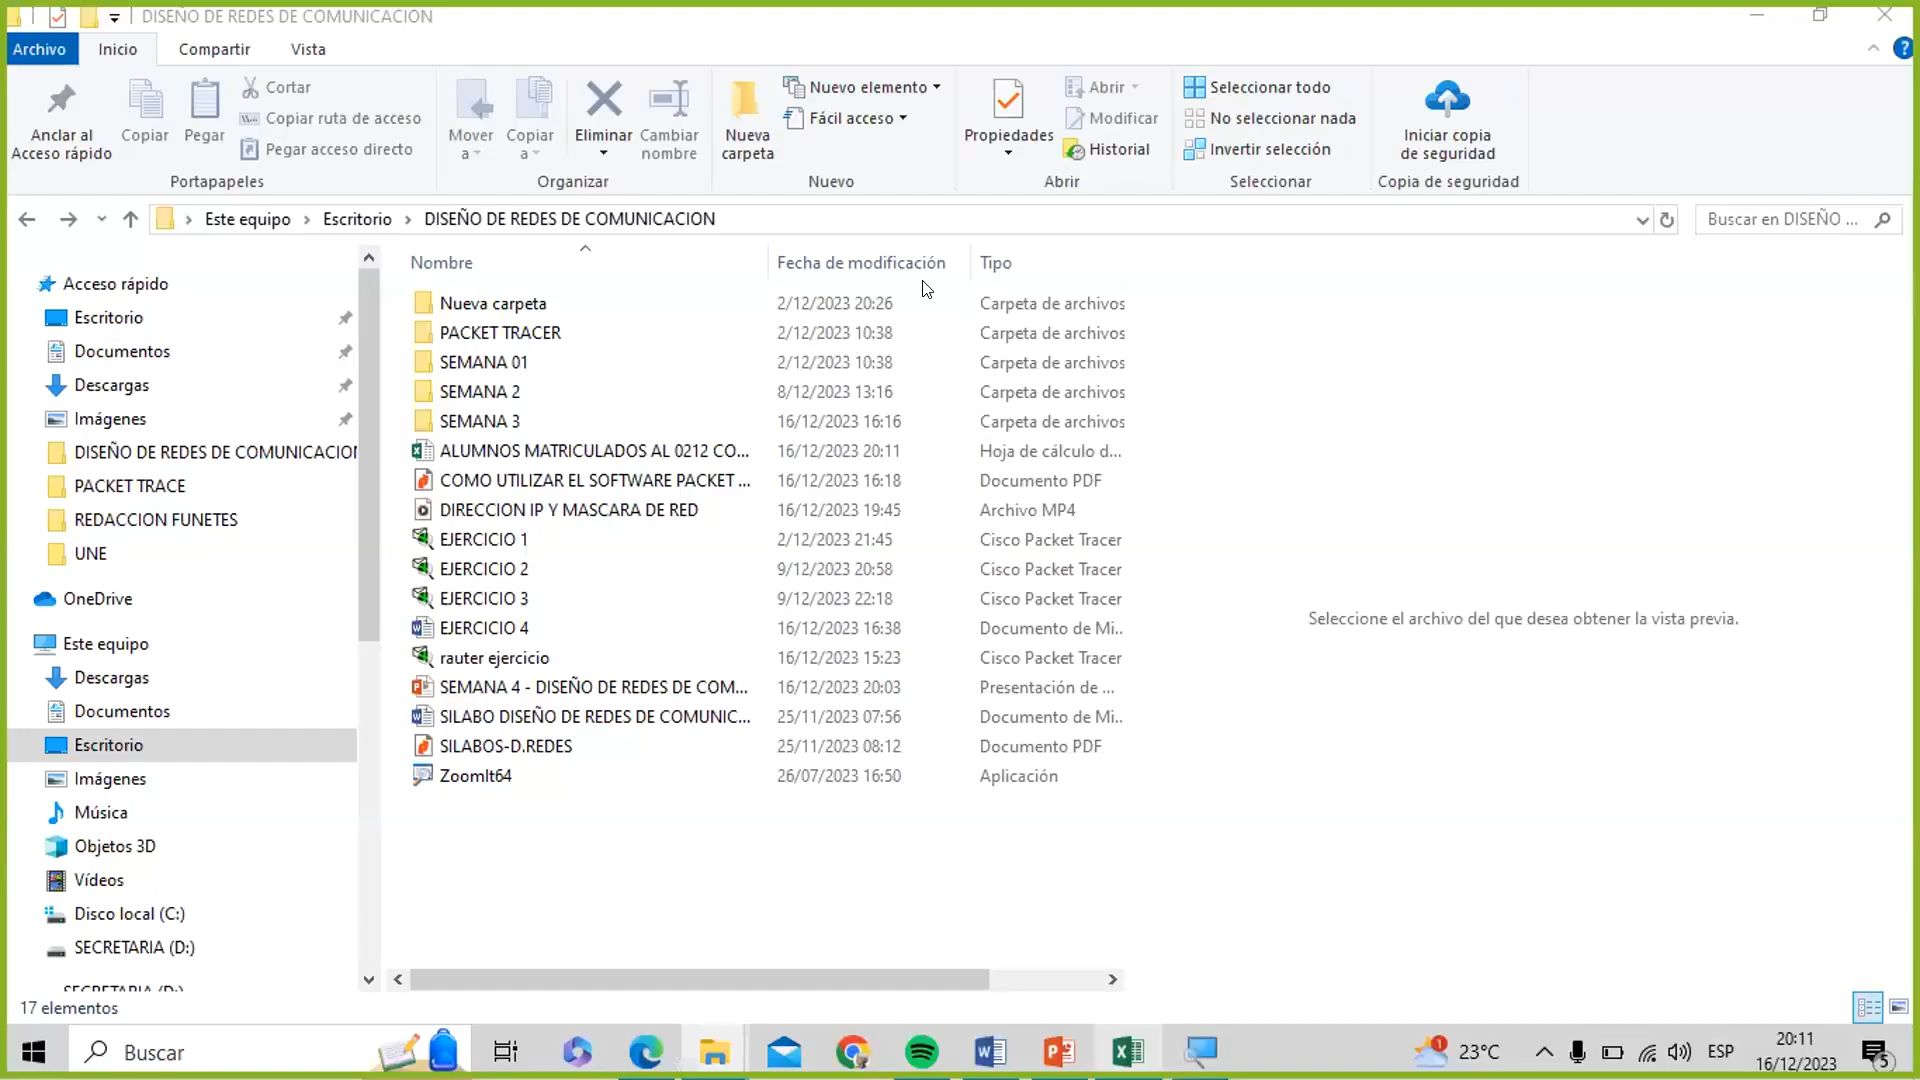 DISEÑO DE REDES DE COMUNICACION
Archivo Inicio Compartir Vista
Anclar al Acceso rápido
Copiar
Pegar
Cortar
Copiar ruta de acceso
Pegar acceso directo
Portapapeles
Mover a
Copiar a
Eliminar
Cambiar nombre
Organizar
Nueva carpeta
Nuevo elemento
Fácil acceso
Nuevo
Propiedades
Abrir
Modificar
Historial
Abrir
Seleccionar todo
No seleccionar nada
Invertir selección
Seleccionar
Iniciar copia de seguridad
Copia de seguridad
Este equipo > Escritorio > DISEÑO DE REDES DE COMUNICACION
Buscar en DISEÑO ...
Acceso rápido
Escritorio
Documentos
Descargas
Imágenes
DISEÑO DE REDES DE COMUNICACION
PACKET TRACE
REDACCION FUNETES
UNE
OneDrive
Este equipo
Descargas
Documentos
Escritorio
Imágenes
Música
Objetos 3D
Vídeos
Disco local (C:)
SECRETARIA (D:)
SECRETARIA (D:)
Nombre Fecha de modificación Tipo
Nueva carpeta 2/12/2023 20:26 Carpeta de archivos
PACKET TRACER 2/12/2023 10:38 Carpeta de archivos
SEMANA 01 2/12/2023 10:38 Carpeta de archivos
SEMANA 2 8/12/2023 13:16 Carpeta de archivos
SEMANA 3 16/12/2023 16:16 Carpeta de archivos
ALUMNOS MATRICULADOS AL 0212 CO... 16/12/2023 20:11 Hoja de cálculo d...
COMO UTILIZAR EL SOFTWARE PACKET ... 16/12/2023 16:18 Documento PDF
DIRECCION IP Y MASCARA DE RED 16/12/2023 19:45 Archivo MP4
EJERCICIO 1 2/12/2023 21:45 Cisco Packet Tracer
EJERCICIO 2 9/12/2023 20:58 Cisco Packet Tracer
EJERCICIO 3 9/12/2023 22:18 Cisco Packet Tracer
EJERCICIO 4 16/12/2023 16:38 Documento de Mi..
rauter ejercicio 16/12/2023 15:23 Cisco Packet Tracer
SEMANA 4 - DISEÑO DE REDES DE COM... 16/12/2023 20:03 Presentación de ...
SILABO DISEÑO DE REDES DE COMUNIC... 25/11/2023 07:56 Documento de Mi..
SILABOS-D.REDES 25/11/2023 08:12 Documento PDF
ZoomIt64 26/07/2023 16:50 Aplicación
Seleccione el archivo del que desea obtener la vista previa.
17 elementos
Buscar
23°C
ESP
20:11
16/12/2023
5